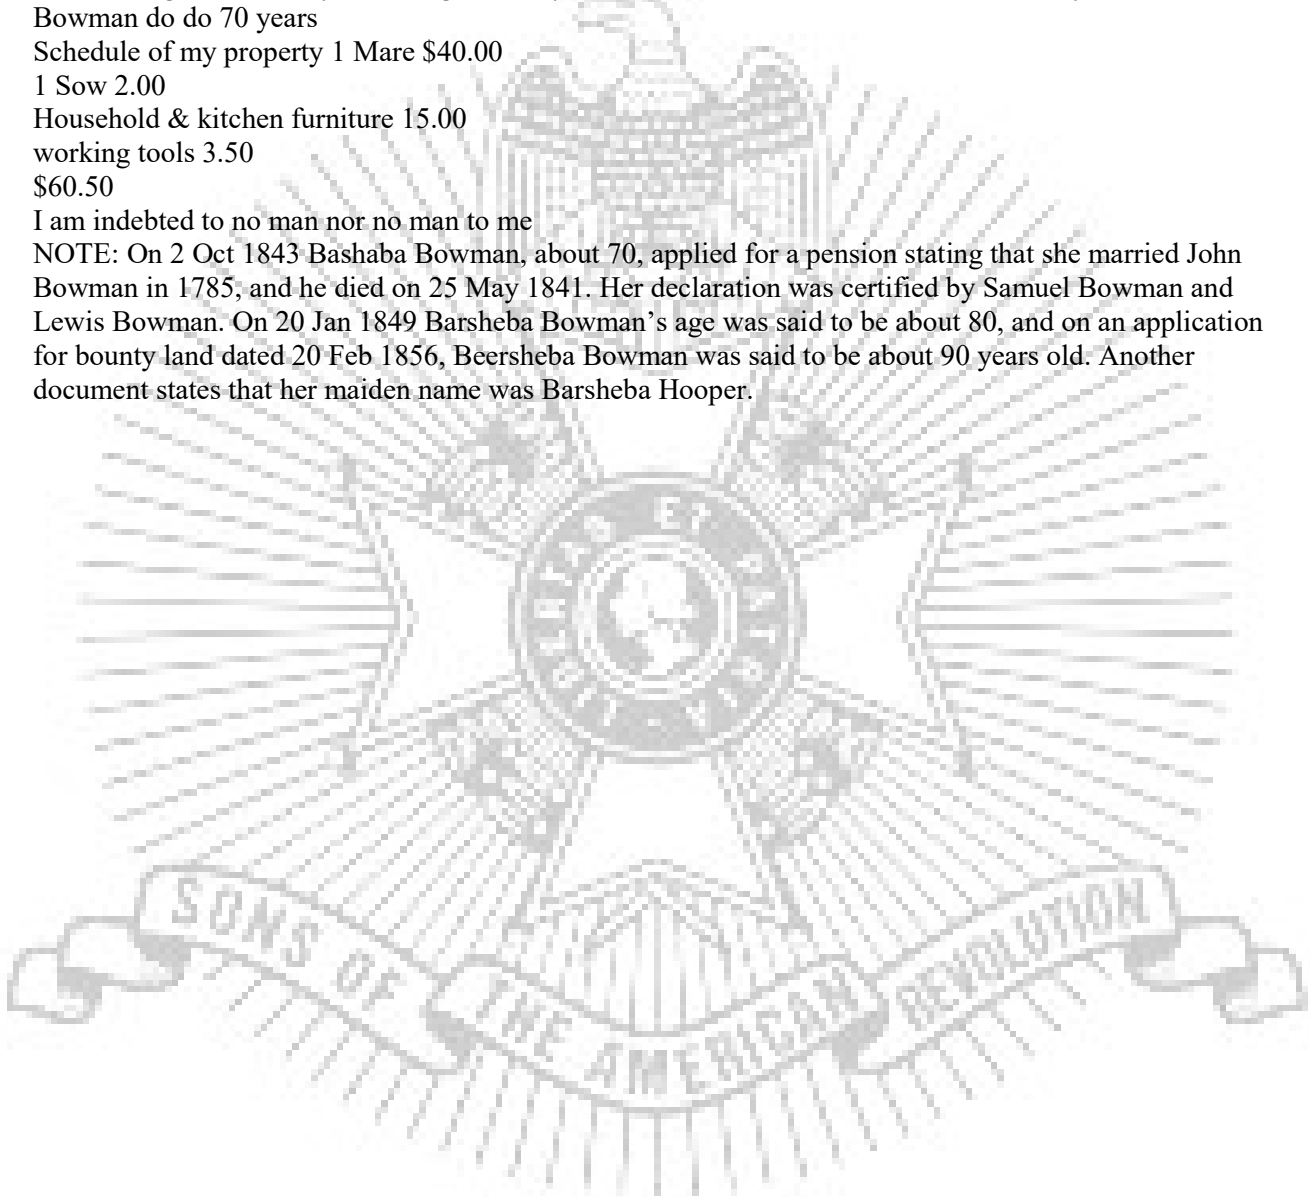 Bowman do do 70 years
Schedule of my property 1 Mare $40.00
1 Sow 2.00
Household & kitchen furniture 15.00
working tools 3.50
$60.50
I am indebted to no man nor no man to me
NOTE: On 2 Oct 1843 Bashaba Bowman, about 70, applied for a pension stating that she married John
Bowman in 1785, and he died on 25 May 1841. Her declaration was certified by Samuel Bowman and
Lewis Bowman. On 20 Jan 1849 Barsheba Bowman’s age was said to be about 80, and on an application
for bounty land dated 20 Feb 1856, Beersheba Bowman was said to be about 90 years old. Another
document states that her maiden name was Barsheba Hooper.
SONS OF THE AMERICAN REVOLUTION